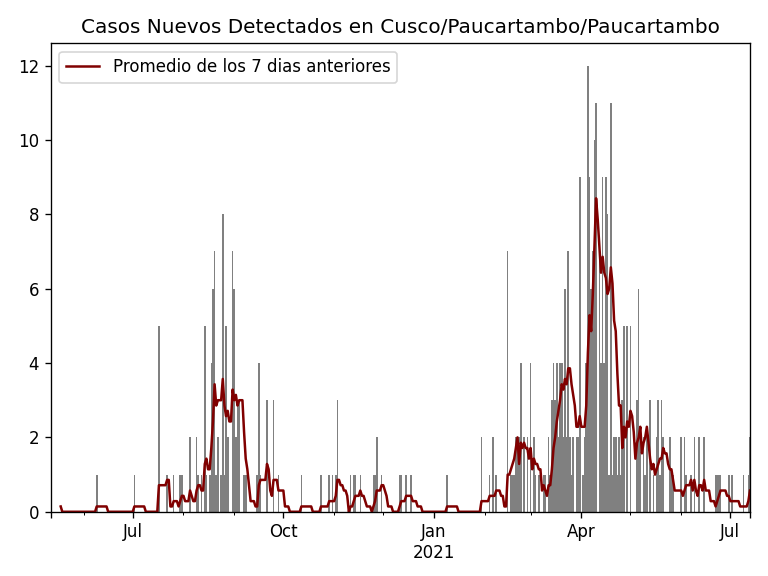 Casos Nuevos Detectados en Cusco/Paucartambo/Paucartambo
Promedio de los 7 dias anteriores
12
10
8
6
4
2
0
Jul
Oct
Jan
Apr
Jul
2021